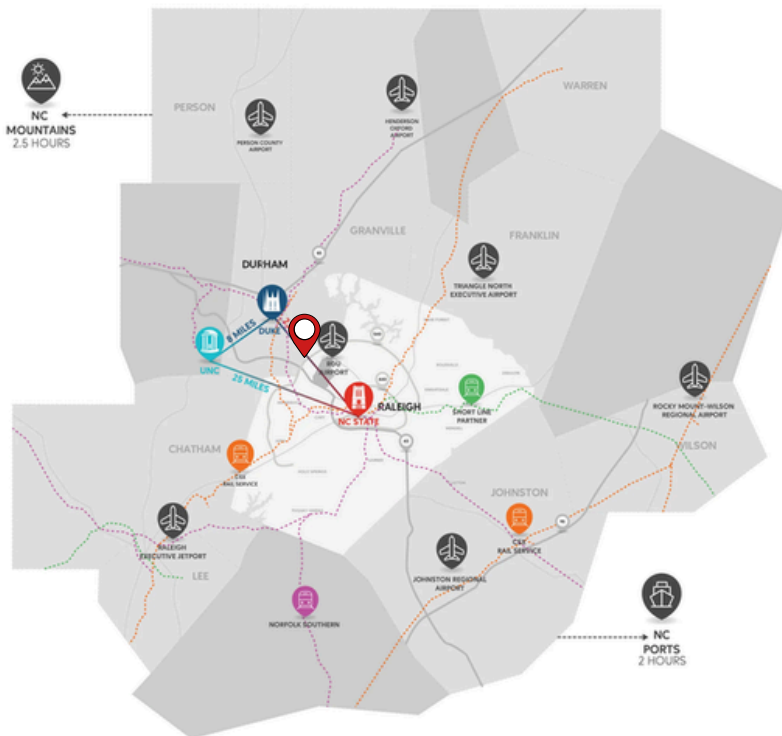 WARREN
PERSON
NC
MOUNTAINS
2.5 HOURS
HENDERSON
OXFORD
AIRPORT
PERSON COUNTY
AIRPORT
GRANVILLE
FRANKLIN
DURHAM
TRIANGLE NORTH
EXECUTIVE AIRPORT
DUKE
8 MILES
RDU
AIRPORT
UNC
25 MILES
RALEIGH
NC STATE
SHORT LINE
PARTNER
ROCKY MOUNT-WILSON
REGIONAL AIRPORT
CHATHAM
WILSON
CSX
RAIL SERVICE
JOHNSTON
RALEIGH
EXECUTIVE JETPORT
CSX
RAIL SERVICE
LEE
JOHNSTON REGIONAL
AIRPORT
NORFOLK SOUTHERN
NC
PORTS
2 HOURS